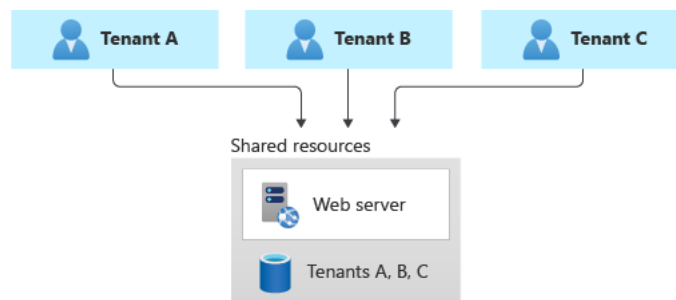 Tenant A
Tenant B
Tenant C
Shared resources
Web server
Tenants A, B, C